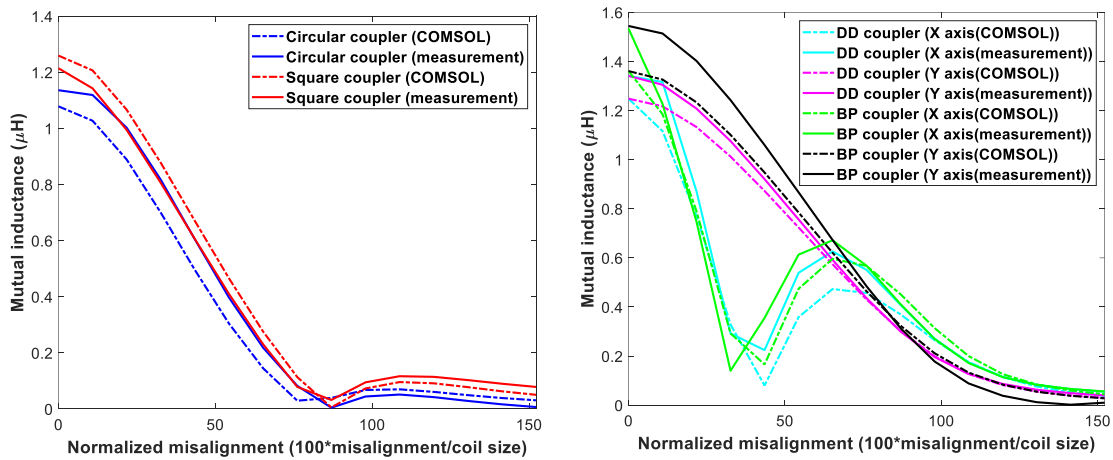 1.4
1.2
1
0.8
0.6
0.4
0.2
0
0
50
100
150
Mutual inductance (μH)
Normalized misalignment (100*misalignment/coil size)
Circular coupler (COMSOL)
Circular coupler (measurement)
Square coupler (COMSOL)
Square coupler (measurement)
1.6
1.4
1.2
1
0.8
0.6
0.4
0.2
0
0
50
100
150
Mutual inductance (μH)
Normalized misalignment (100*misalignment/coil size)
DD coupler (X axis(COMSOL))
DD coupler (X axis(measurement))
DD coupler (Y axis(COMSOL))
DD coupler (Y axis(measurement))
BP coupler (X axis(COMSOL))
BP coupler (X axis(measurement))
BP coupler (Y axis(COMSOL))
BP coupler (Y axis(measurement))